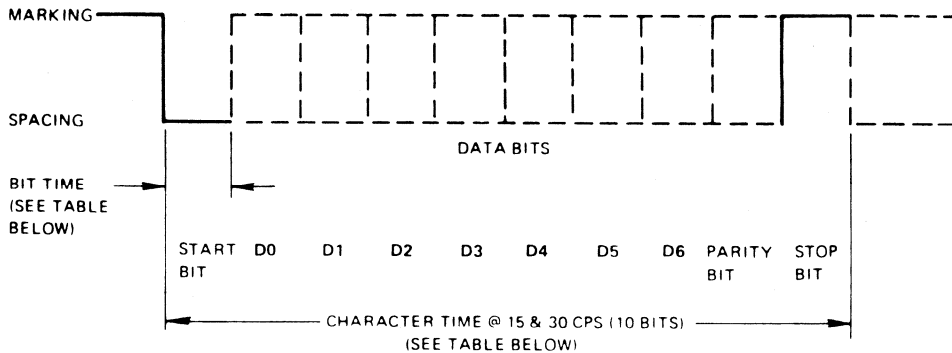 MARKING
SPACING
DATA BITS
BIT TIME
(SEE TABLE
BELOW)
START D0 D1 D2 D3 D4 D5 D6 PARITY STOP
BIT BIT BIT
CHARACTER TIME @ 15 & 30 CPS (10 BITS)
(SEE TABLE BELOW)